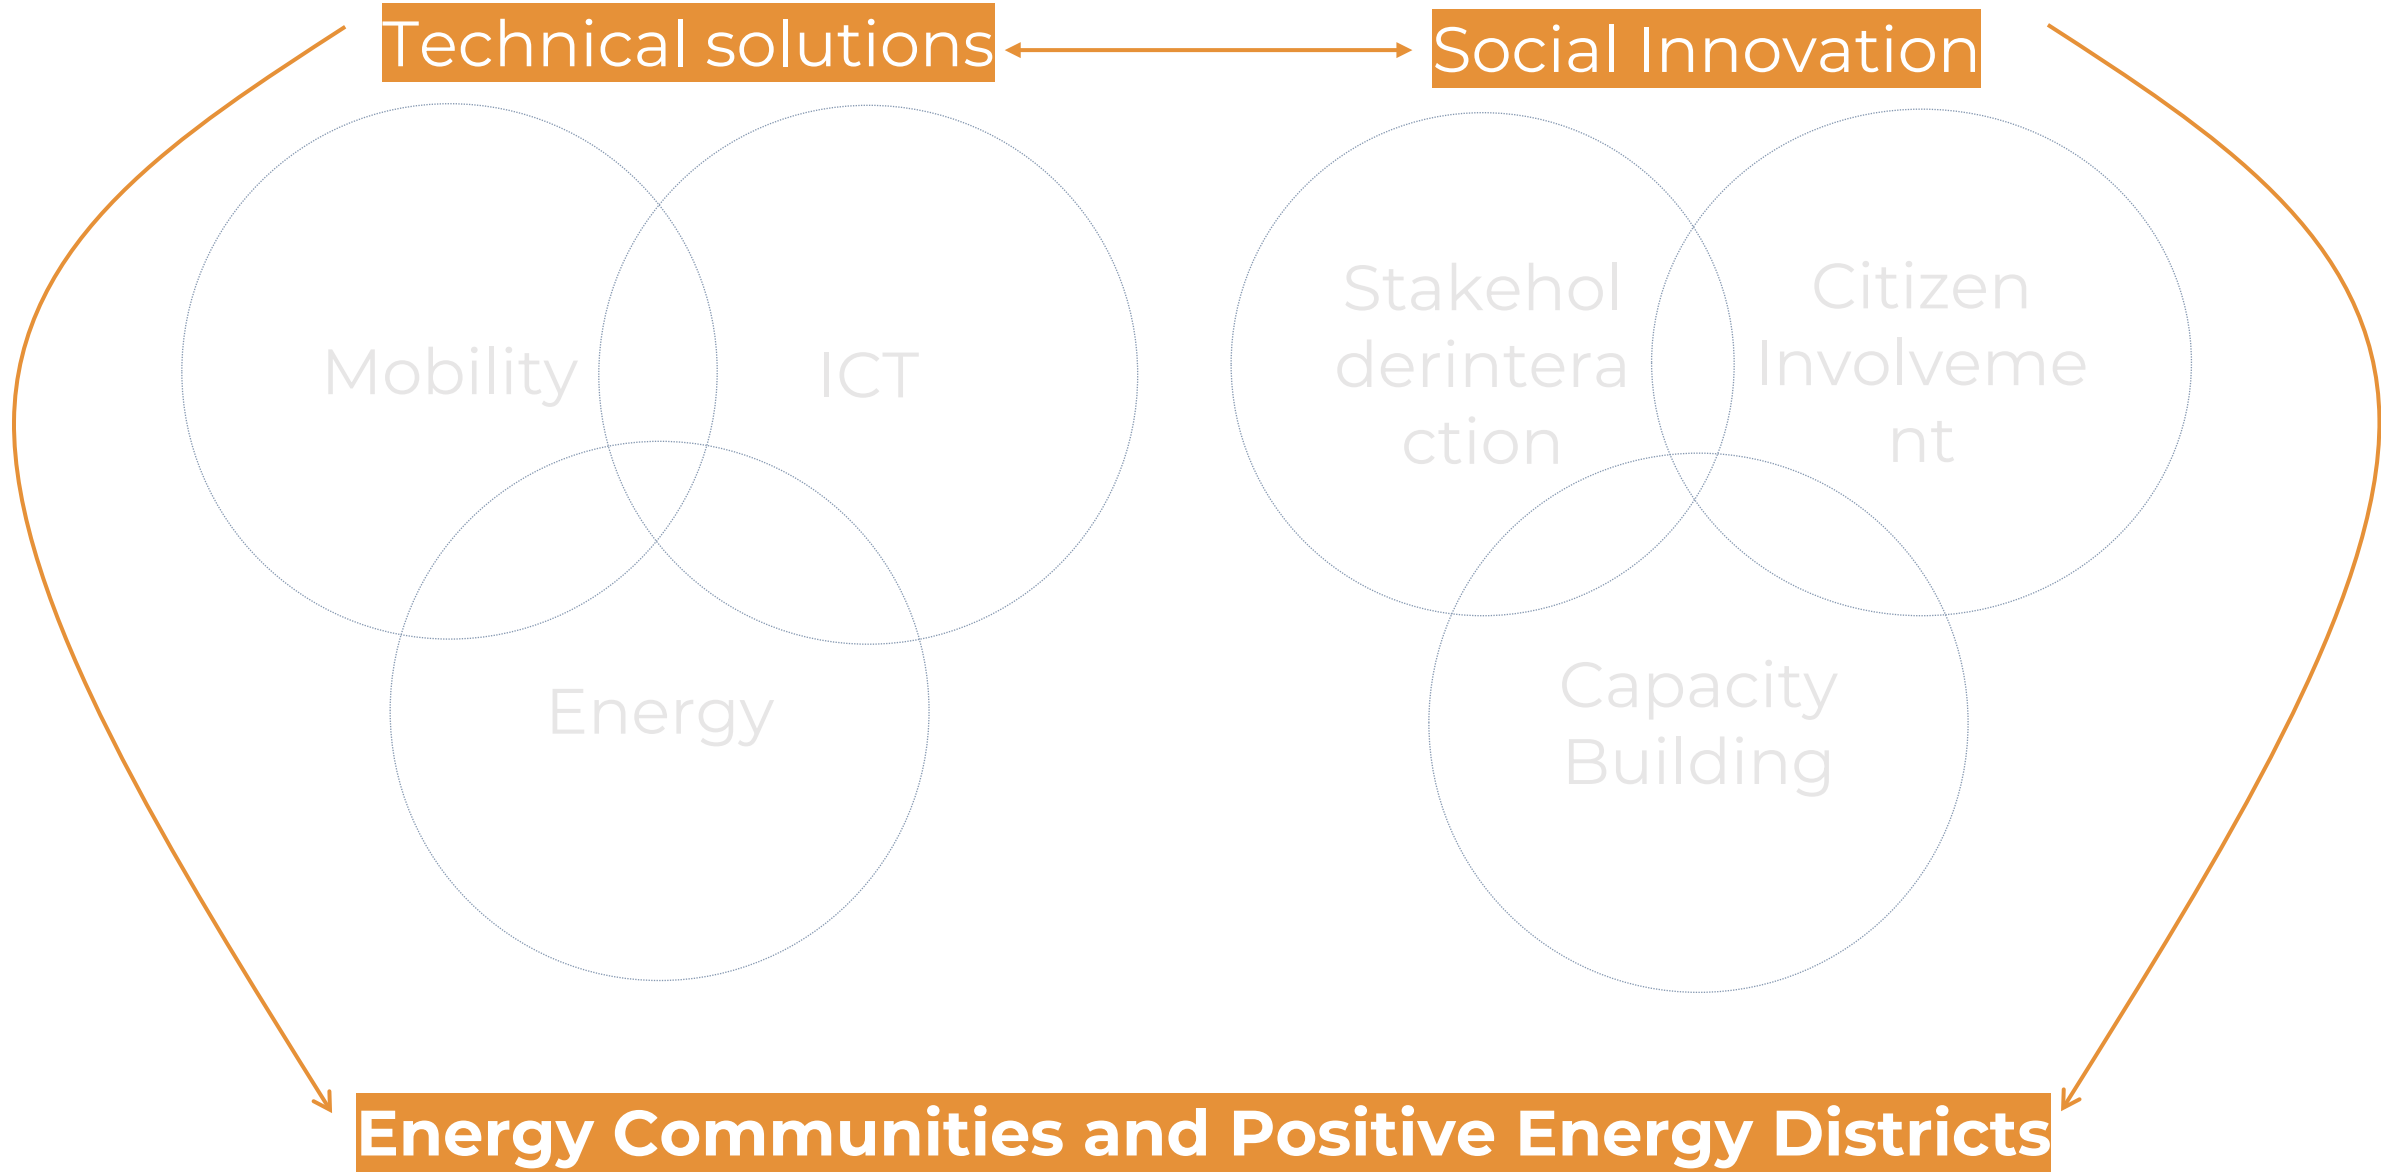 Technical solutions
Social Innovation
Mobility
ICT
Energy
Stakehol
derintera
ction
Citizen
Involveme
nt
Capacity
Building
Energy Communities and Positive Energy Districts